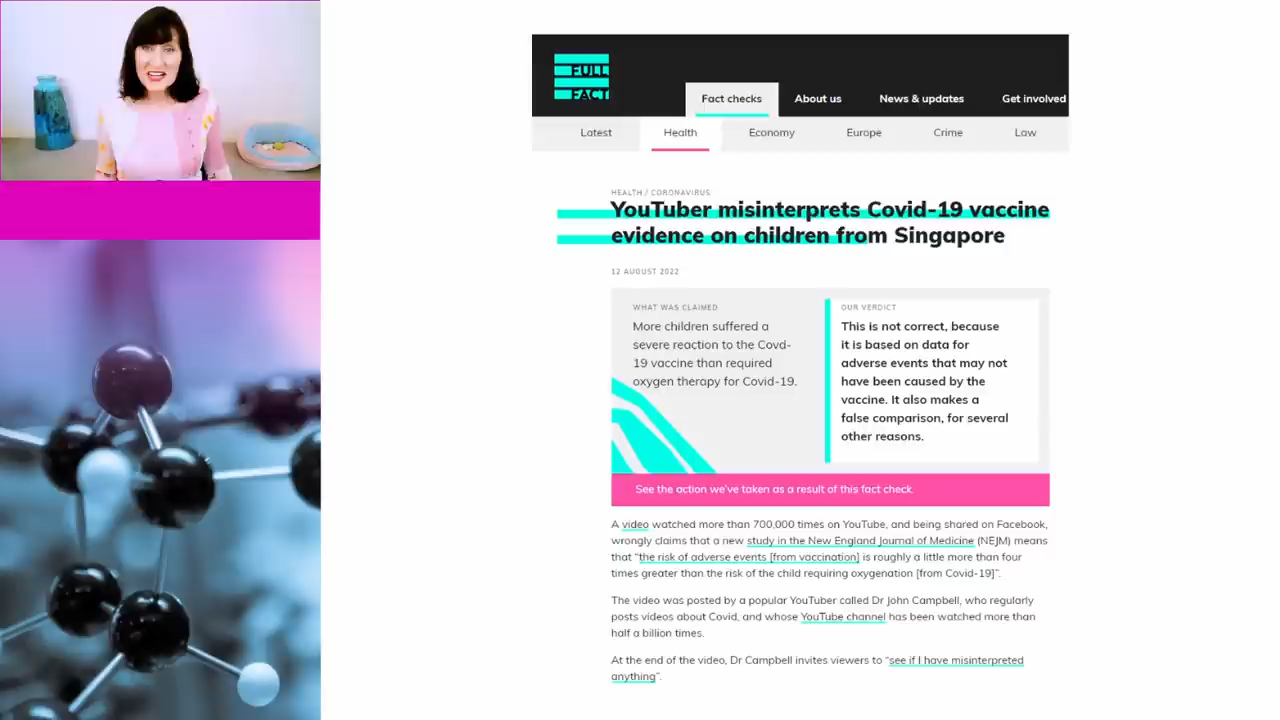 FULL
FACT
Fact checks
About us
News & updates
Get involved
Latest
Health
Economy
Europe
Crime
Law
HEALTH / CORONAVIRUS
YouTuber misinterprets Covid-19 vaccine
evidence on children from Singapore
12 AUGUST 2022
WHAT WAS CLAIMED
More children suffered a
severe reaction to the Covd-
19 vaccine than required
oxygen therapy for Covid-19.
OUR VERDICT
This is not correct, because
it is based on data for
adverse events that may not
have been caused by the
vaccine. It also makes a
false comparison, for several
other reasons.
See the action we've taken as a result of this fact check.
A video watched more than 700,000 times on YouTube, and being shared on Facebook,
wrongly claims that a new study in the New England Journal of Medicine (NEJM) means
that “the risk of adverse events [from vaccination] is roughly a little more than four
times greater than the risk of the child requiring oxygenation [from Covid-19]”.
The video was posted by a popular YouTuber called Dr John Campbell, who regularly
posts videos about Covid, and whose YouTube channel has been watched more than
half a billion times.
At the end of the video, Dr Campbell invites viewers to “see if I have misinterpreted
anything”.